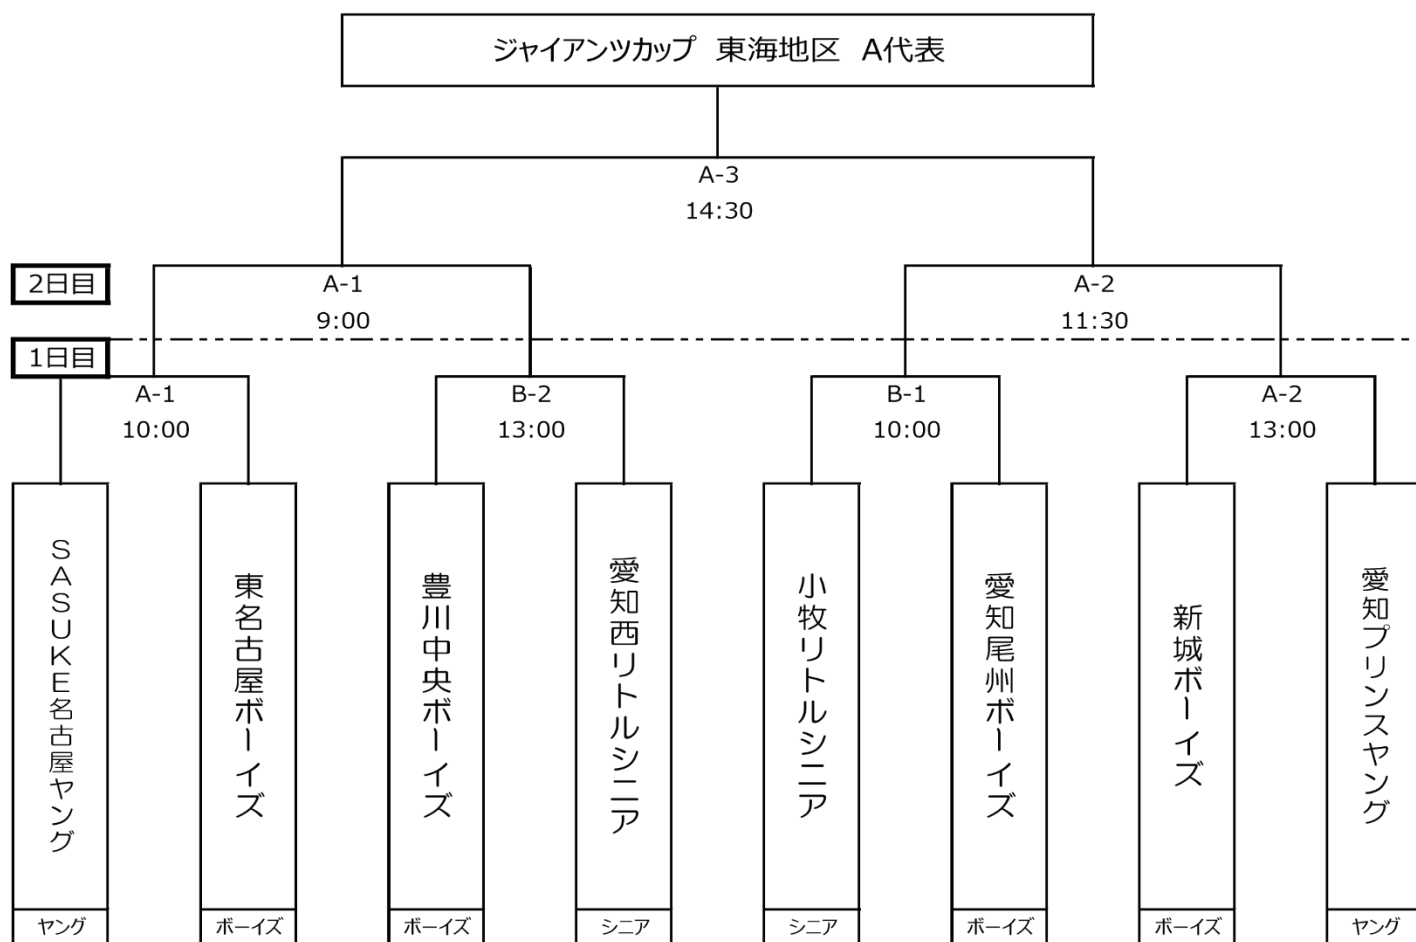 ジャイアンツカップ 東海地区 A代表
A-3
14:30
2日目
A-1
9:00
A-2
11:30
1日目
A-1
10:00
B-2
13:00
B-1
10:00
A-2
13:00
SASUKE名古屋ヤング
東名古屋ボーイズ
豊川中央ボーイズ
愛知西リトルシニア
小牧リトルシニア
愛知尾州ボーイズ
新城ボーイズ
愛知プリンスヤング
ヤング
ボーイズ
ボーイズ
シニア
シニア
ボーイズ
ボーイズ
ヤング